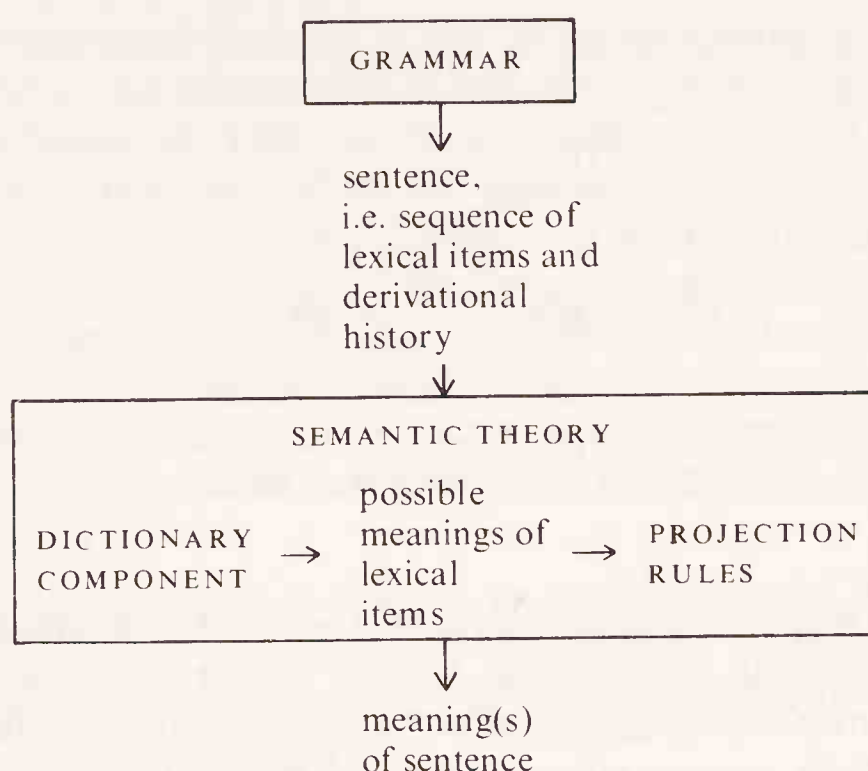 GRAMMAR
sentence,
i.e. sequence of
lexical items and
derivational
history
SEMANTIC THEORY
DICTIONARY
COMPONENT
possible
meanings of
lexical
items
PROJECTION
RULES
meaning(s)
of sentence